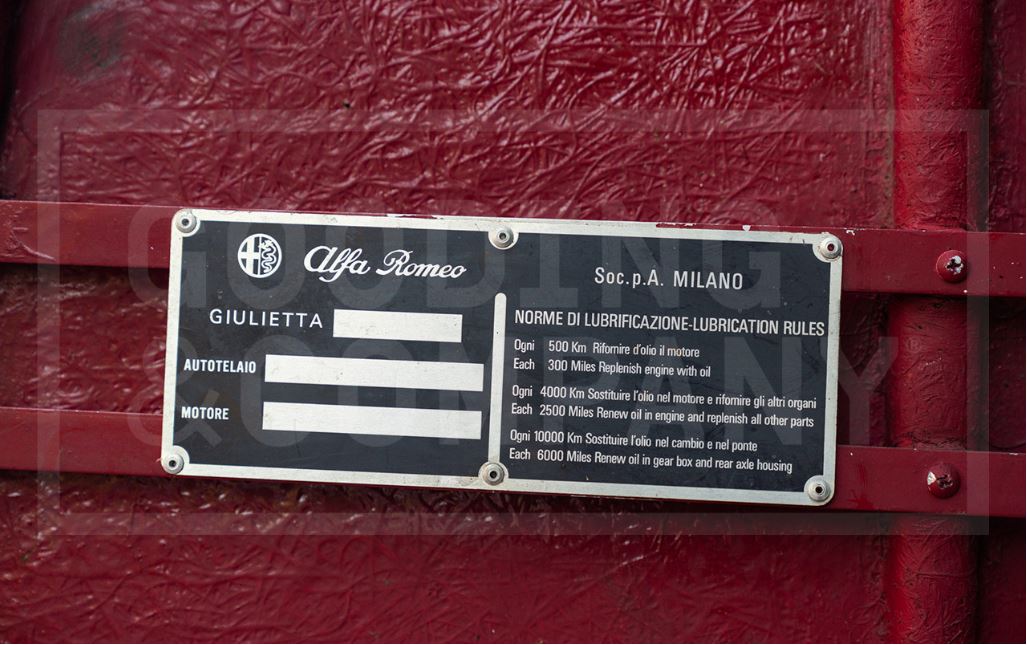 Alfa Romeo
GIULIETTA
AUTOTELAIO
MOTORE
Soc.p.A. MILANO
NORME DI LUBRIFICAZIONE-LUBRICATION RULES
Ogni 500 Km Rifornire d'olio il motore
Each 300 Miles Replenish engine with oil
Ogni 4000 Km Sostituire l'olio nel motore e rifornire gli altri organi
Each 2500 Miles Renew oil in engine and replenish all other parts
Ogni 10000 Km Sostituire l'olio nel cambio e nel ponte
Each 6000 Miles Renew oil in gear box and rear axle housing
GOODING
& COMPANY